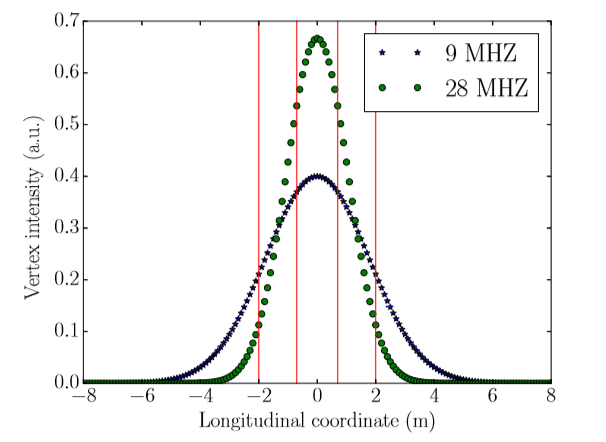 0.7
0.6
0.5
0.4
0.3
0.2
0.1
0.0
Vertex intensity (a.u.)
9 MHZ
28 MHZ
−8 −6 −4 −2 0 2 4 6 8
Longitudinal coordinate (m)